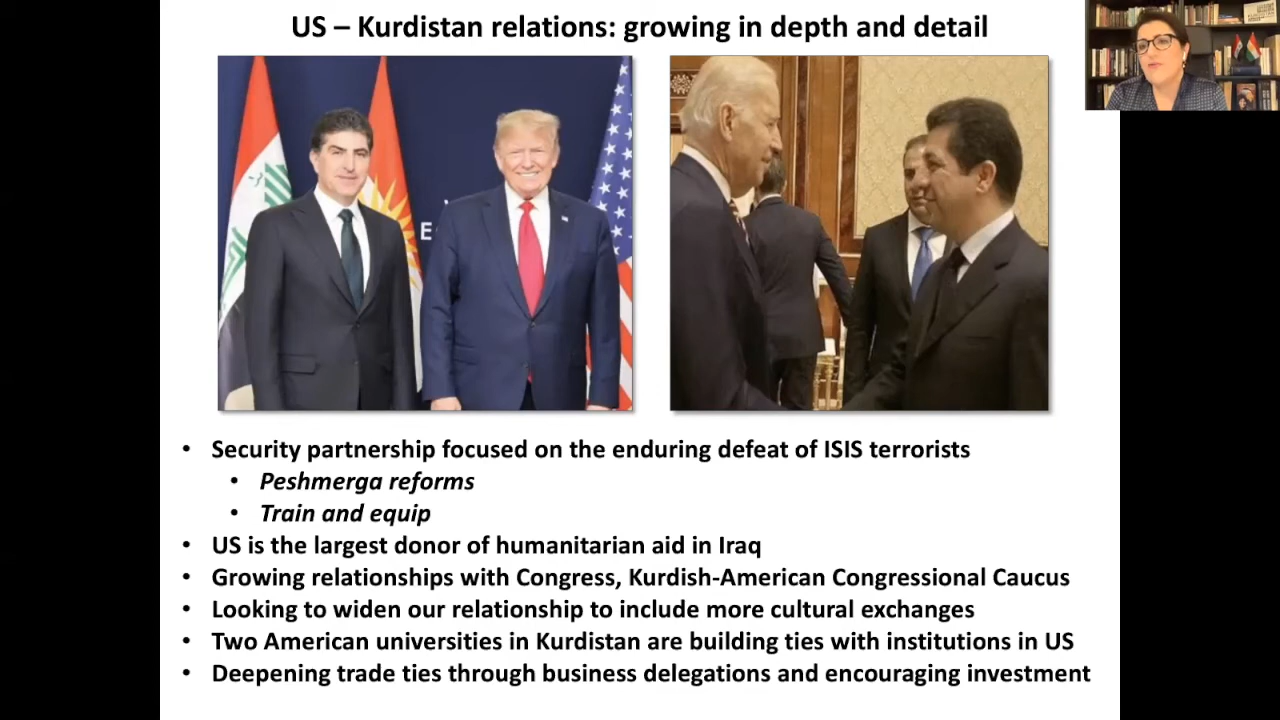 US – Kurdistan relations: growing in depth and detail
E
• Security partnership focused on the enduring defeat of ISIS terrorists
• Peshmerga reforms
• Train and equip
• US is the largest donor of humanitarian aid in Iraq
• Growing relationships with Congress, Kurdish-American Congressional Caucus
• Looking to widen our relationship to include more cultural exchanges
• Two American universities in Kurdistan are building ties with institutions in US
• Deepening trade ties through business delegations and encouraging investment